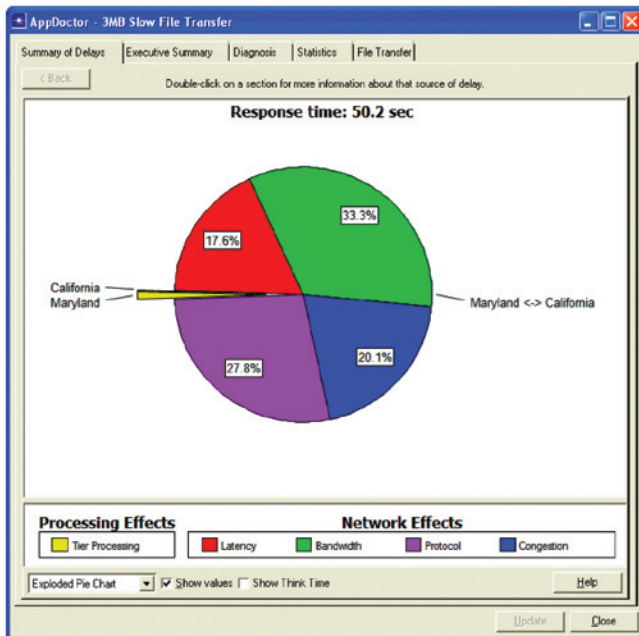 AppDoctor - 3MB Slow File Transfer
Summary of Delays Executive Summary Diagnosis Statistics File Transfer
< Back
Double-click on a section for more information about that source of delay.
Response time: 50.2 sec
33.3%
17.6%
California
Maryland
Maryland <-> California
20.1%
27.8%
Processing Effects
Network Effects
Tier Processing
Latency Bandwidth Protocol Congestion
Exploded Pie Chart Show values Show Think Time Help
Update Close